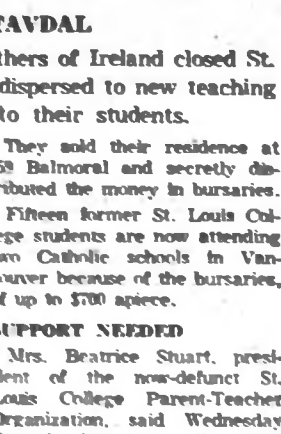 TAVDAL
thers of Ireland closed St.
dispersed to new teaching
to their students.
They sold their residence at
59 Balmoral and secretly dis-
tributed the money in bursaries.
Fifteen former St. Louis Col-
ege students are now attending
two Catholic schools in Van-
ouver because of the bursaries,
f up to $700 apiece.
SUPPORT NEEDED
Mrs. Beatrice Stuart, presi-
dent of the now-defunct St.
Louis College Parent-Teacher
Organization, said Wednesday